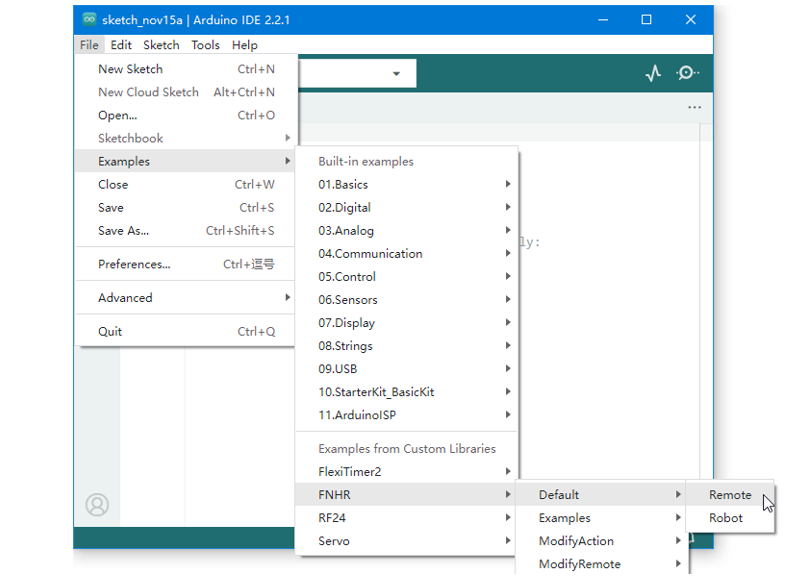 sketch_nov15a | Arduino IDE 2.2.1
File Edit Sketch Tools Help
New Sketch Ctrl+N
New Cloud Sketch Alt+Ctrl+N
Open... Ctrl+O
Sketchbook
Examples
Close Ctrl+W
Save Ctrl+S
Save As... Ctrl+Shift+S
Preferences... Ctrl+逗号
Advanced
Quit Ctrl+Q
Built-in examples
01.Basics
02.Digital
03.Analog
04.Communication
05.Control
06.Sensors
07.Display
08.Strings
09.USB
10.StarterKit_BasicKit
11.ArduinoISP
Examples from Custom Libraries
FlexiTimer2
FNHR
RF24
Servo
ly:
Default
Examples
ModifyAction
ModifyRemote
Remote
Robot